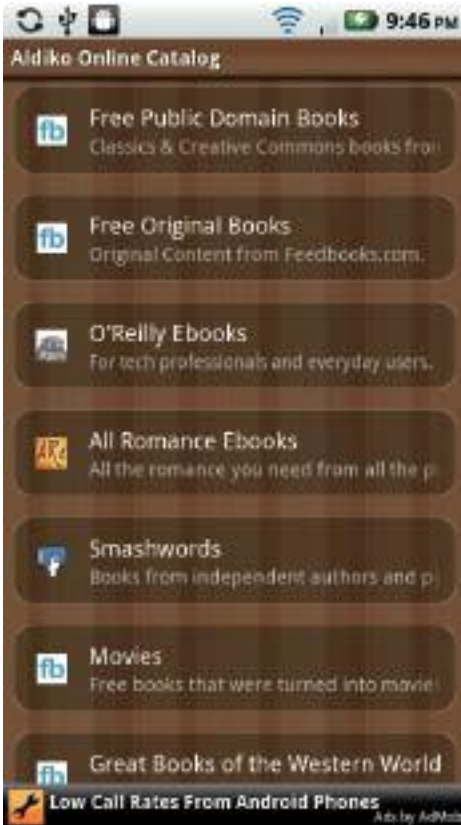 9:46 PM
Aldiko Online Catalog
fb
Free Public Domain Books
Classics & Creative Commons books from
fb
Free Original Books
Original Content from Feedbooks.com.
O'Reilly Ebooks
For tech professionals and everyday users.
ARe
All Romance Ebooks
All the romance you need from all the p
Smashwords
Books from independent authors and p
fb
Movies
Free books that were turned into movies
fb
Great Books of the Western World
Low Call Rates From Android Phones
Ads by AdMob